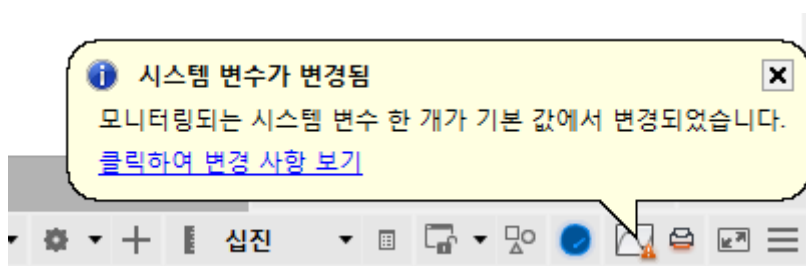 시스템 변수가 변경됨
모니터링되는 시스템 변수 한 개가 기본 값에서 변경되었습니다.
클릭하여 변경 사항 보기
십진